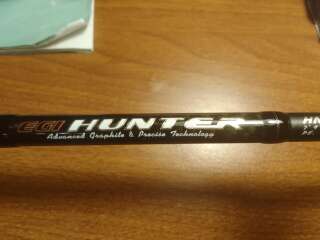 EGI HUNTER
Advanced Graphite & Precise Technology